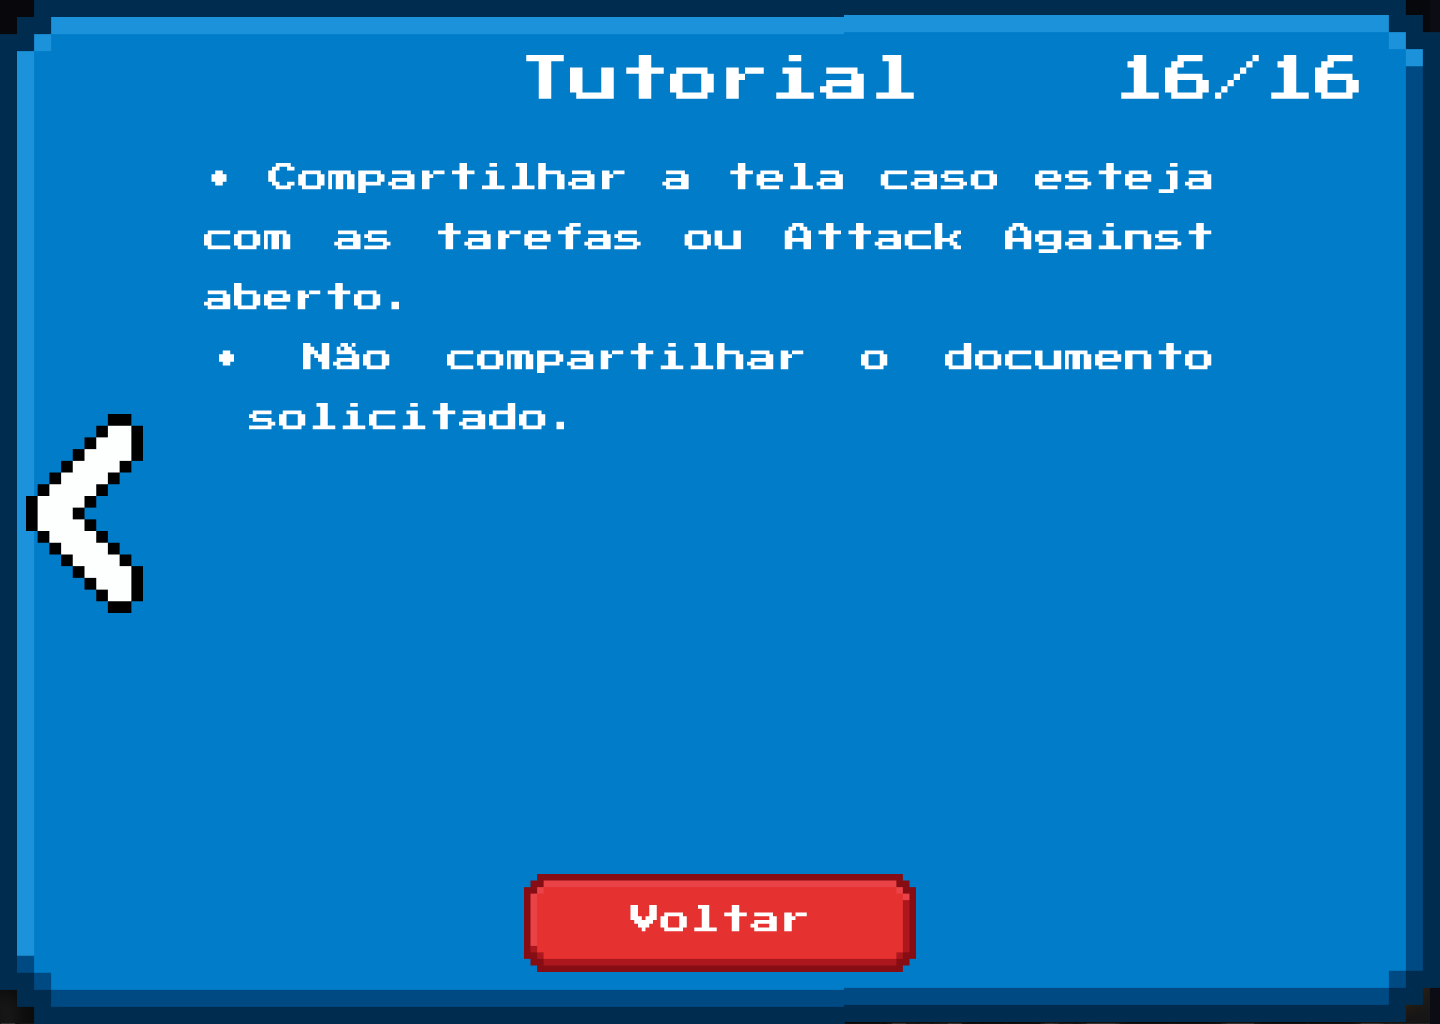 Tutorial 16/16
• Compartilhar a tela caso esteja
com as tarefas ou Attack Against
aberto.
• Não compartilhar o documento
solicitado.
Voltar